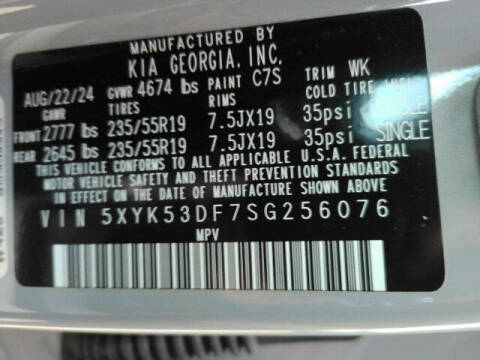 MANUFACTURED BY
KIA GEORGIA, INC.
AUG/22/24 GVWR 4674 lbs PAINT C7S TRIM WK
GAWR TIRES RIMS COLD TIRE
FRONT 2777 lbs 235/55R19 7.5JX19 35psi SINGLE
REAR 2645 lbs 235/55R19 7.5JX19 35psi SINGLE
THIS VEHICLE CONFORMS TO ALL APPLICABLE U.S.A. FEDERAL
MOTOR VEHICLE SAFETY AND THEFT PREVENTION STANDARDS
IN EFFECT ON THE DATE OF MANUFACTURE SHOWN ABOVE.
VIN 5XYK53DF7SG256076
MPV